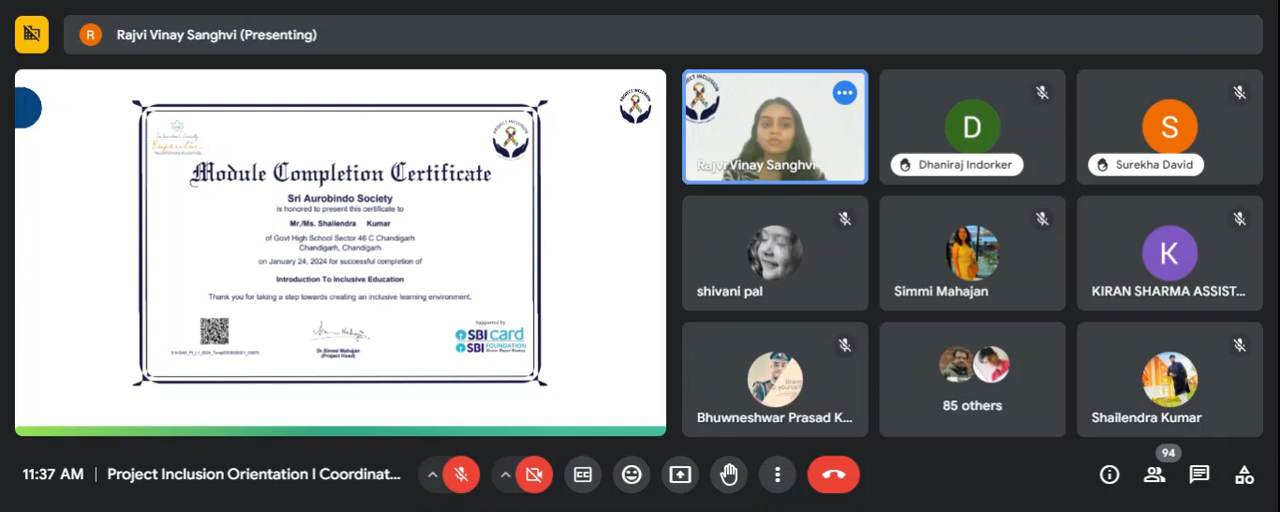 R
Rajvi Vinay Sanghvi (Presenting)
PROJECT INCLUSION
Module Completion Certificate
Sri Aurobindo Society
is honored to present this certificate to
Mr./Ms. Shailendra Kumar
of Govt High School Sector 46 C Chandigarh
Chandigarh, Chandigarh
on January 24, 2024 for successful completion of
Introduction To Inclusive Education
Thank you for taking a step towards creating an inclusive learning environment.
Dr Simmi Mahajan
(Project Head)
Supported by
SBI card
SBI FOUNDATION
Rajvi Vinay Sanghvi
D
Dhaniraj Indorker
S
Surekha David
shivani pal
Simmi Mahajan
K
KIRAN SHARMA ASSIST...
Bhuwneshwar Prasad K...
85 others
Shailendra Kumar
11:37 AM | Project Inclusion Orientation I Coordinat...
CC
94